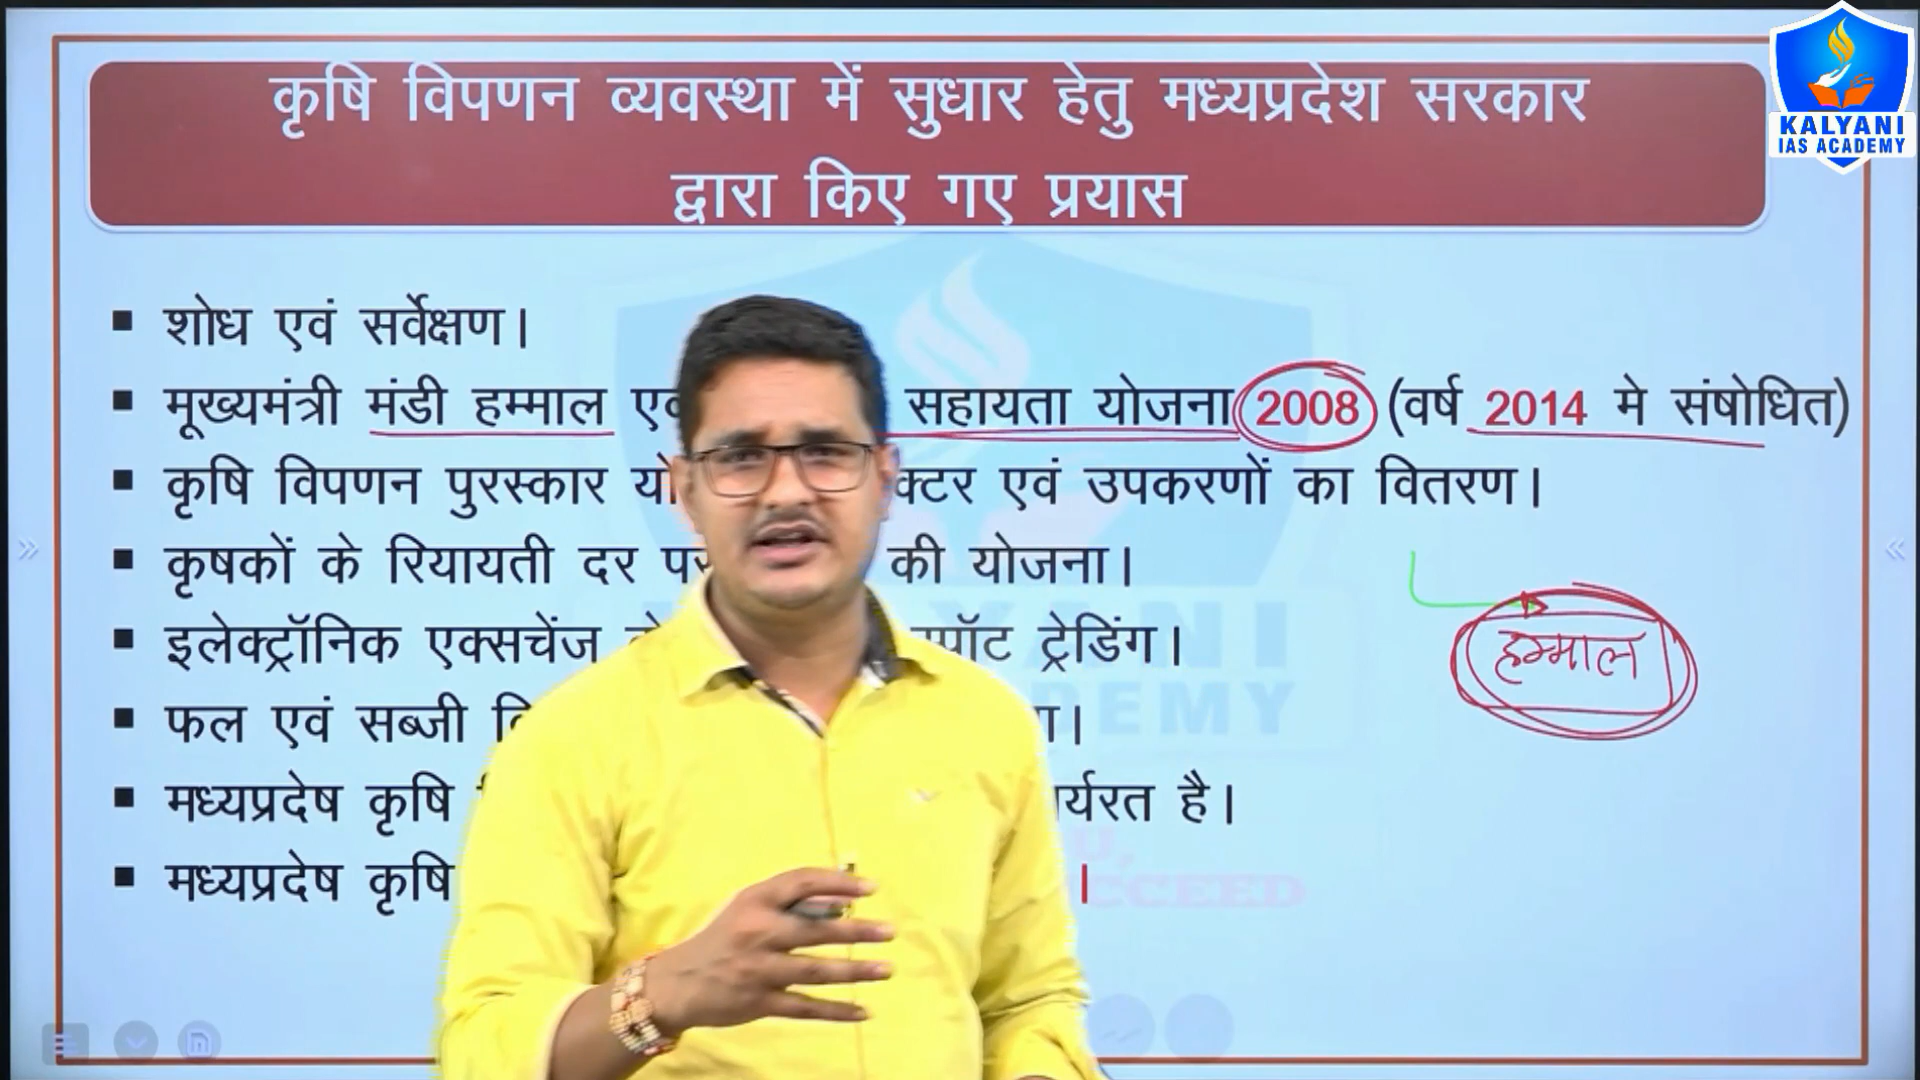 KALYANI
IAS ACADEMY
कृषि विपणन व्यवस्था में सुधार हेतु मध्यप्रदेश सरकार
द्वारा किए गए प्रयास
▪ शोध एवं सर्वेक्षण।
▪ मूख्यमंत्री मंडी हम्माल सहायता योजना 2008 (वर्ष 2014 मे संषोधित)
▪ कृषि विपणन पुरस्कार एवं उपकरणों का वितरण।
▪ कृषकों के रियायती दर पर की योजना।
▪ इलेक्ट्रॉनिक एक्सचेंज स्पॉट ट्रेडिंग।
हम्माल
▪ फल एवं सब्जी
▪ मध्यप्रदेष कृषि है।
▪ मध्यप्रदेष कृषि